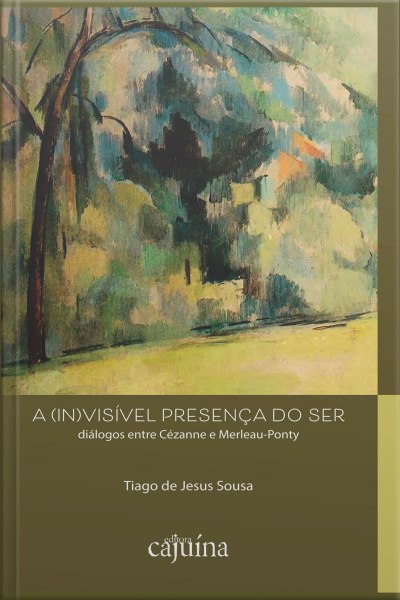 A (IN)VISÍVEL PRESENÇA DO SER
diálogos entre Cézanne e Merleau-Ponty
Tiago de Jesus Sousa
editora
cajuína